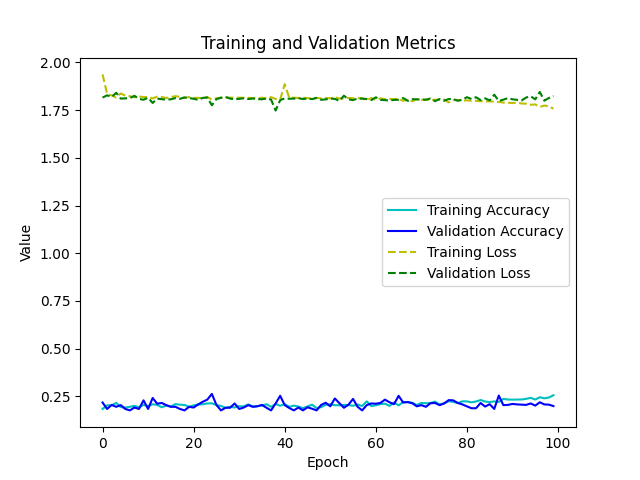 Training and Validation Metrics
2.00
1.75
1.50
1.25
1.00
0.75
0.50
0.25
Value
Training Accuracy
Validation Accuracy
Training Loss
Validation Loss
0 20 40 60 80 100
Epoch